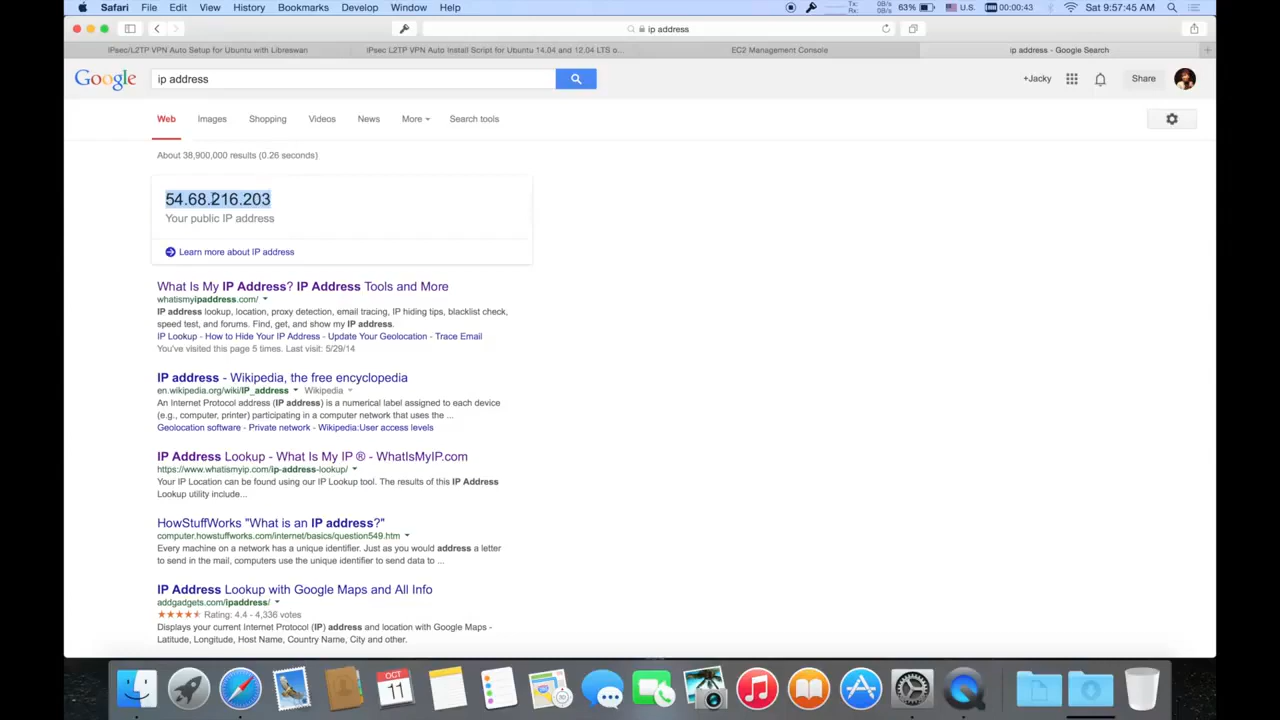 Safari File Edit View History Bookmarks Develop Window Help Tx: Rx: 0B/s 0B/s 63% U.S. 00:00:43 Sat 9:57:45 AM
ip address
IPsec/L2TP VPN Auto Setup for Ubuntu with Libreswan IPsec L2TP VPN Auto Install Script for Ubuntu 14.04 and 12.04 LTS o... EC2 Management Console ip address - Google Search
Google ip address +Jacky Share
Web Images Shopping Videos News More Search tools
About 38,900,000 results (0.26 seconds)
54.68.216.203
Your public IP address
Learn more about IP address
What Is My IP Address? IP Address Tools and More
whatismyipaddress.com/
IP address lookup, location, proxy detection, email tracing, IP hiding tips, blacklist check,
speed test, and forums. Find, get, and show my IP address.
IP Lookup - How to Hide Your IP Address - Update Your Geolocation - Trace Email
You've visited this page 5 times. Last visit: 5/29/14
IP address - Wikipedia, the free encyclopedia
en.wikipedia.org/wiki/IP_address Wikipedia
An Internet Protocol address (IP address) is a numerical label assigned to each device
(e.g., computer, printer) participating in a computer network that uses the ...
Geolocation software - Private network - Wikipedia:User access levels
IP Address Lookup - What Is My IP ® - WhatIsMyIP.com
https://www.whatismyip.com/ip-address-lookup/
Your IP Location can be found using our IP Lookup tool. The results of this IP Address
Lookup utility include...
HowStuffWorks "What is an IP address?"
computer.howstuffworks.com/internet/basics/question549.htm
Every machine on a network has a unique identifier. Just as you would address a letter
to send in the mail, computers use the unique identifier to send data to ...
IP Address Lookup with Google Maps and All Info
addgadgets.com/ipaddress/
Rating: 4.4 - 4,336 votes
Displays your current Internet Protocol (IP) address and location with Google Maps -
Latitude, Longitude, Host Name, Country Name, City and other.
OCT
11